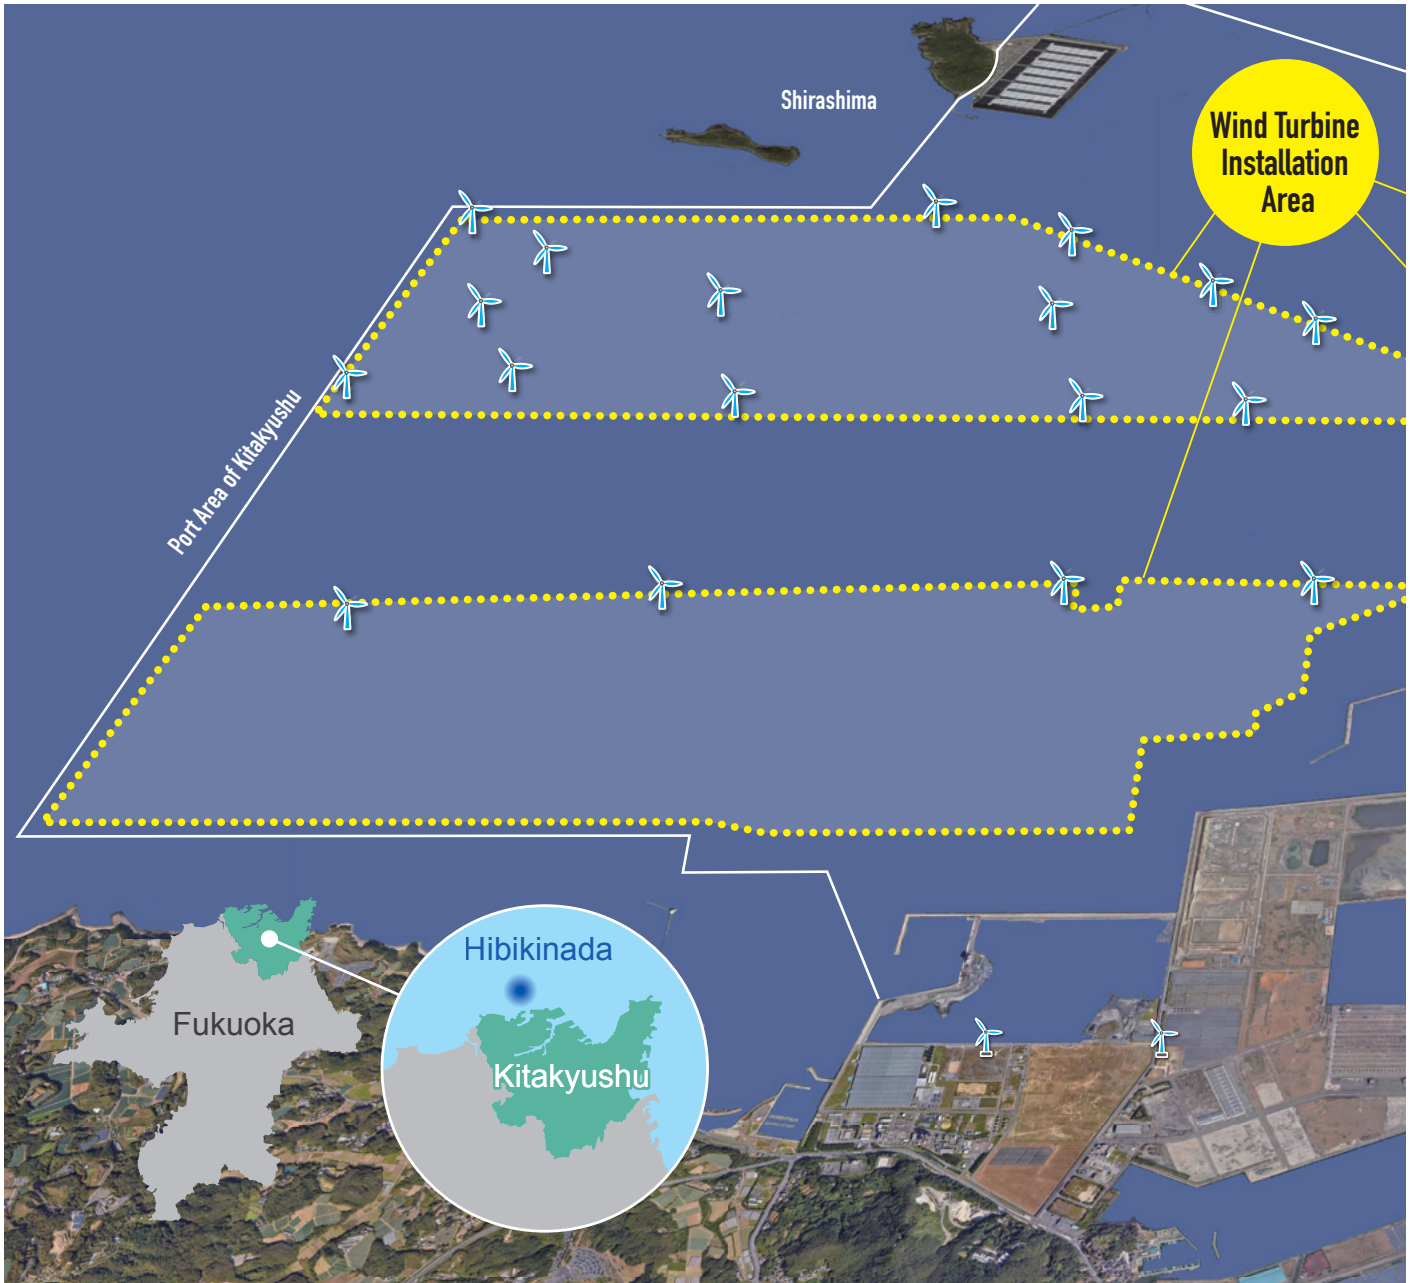 Shirashima
Wind Turbine
Installation
Area
Port Area of Kitakyushu
Hibikinada
Fukuoka
Kitakyushu